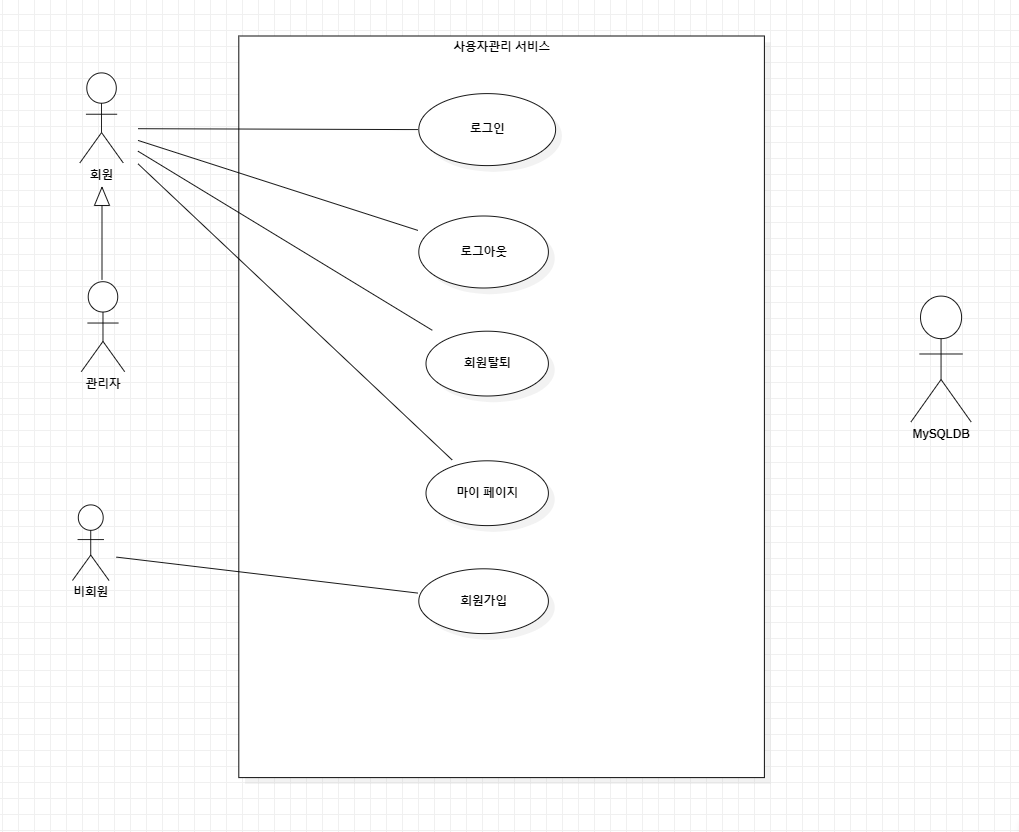 사용자관리 서비스
로그인
회원
로그아웃
관리자
회원탈퇴
MySQLDB
마이 페이지
비회원
회원가입